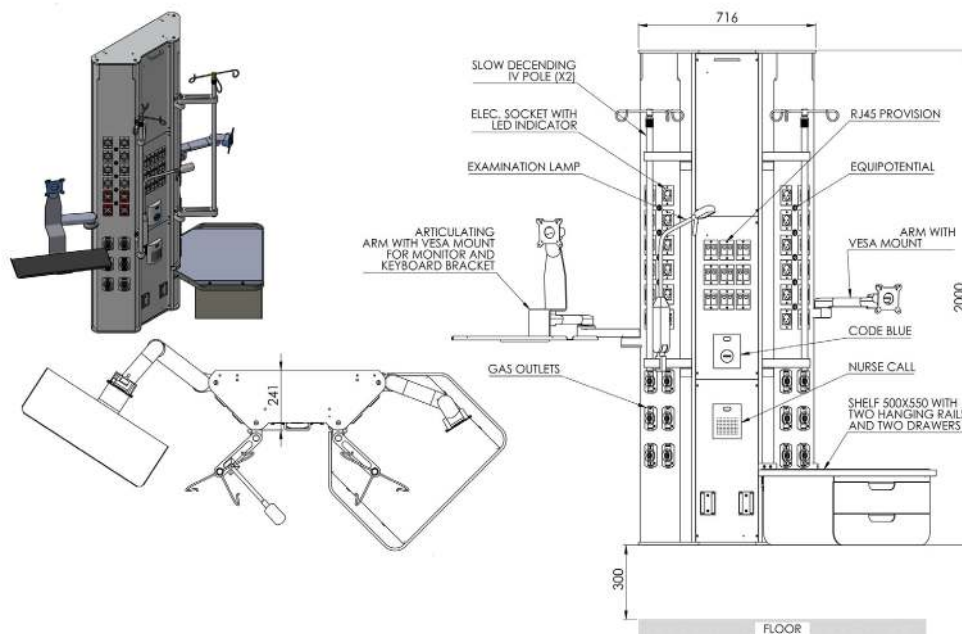 716
SLOW DECENDING
IV POLE (X2)
ELEC. SOCKET WITH
LED INDICATOR
EXAMINATION LAMP
ARTICULATING
ARM WITH VESA MOUNT
FOR MONITOR AND
KEYBOARD BRACKET
GAS OUTLETS
RJ45 PROVISION
EQUIPOTENTIAL
ARM WITH
VESA MOUNT
2000
CODE BLUE
NURSE CALL
SHELF 500X550 WITH
TWO HANGING RAILS
AND TWO DRAWERS
241
300
FLOOR